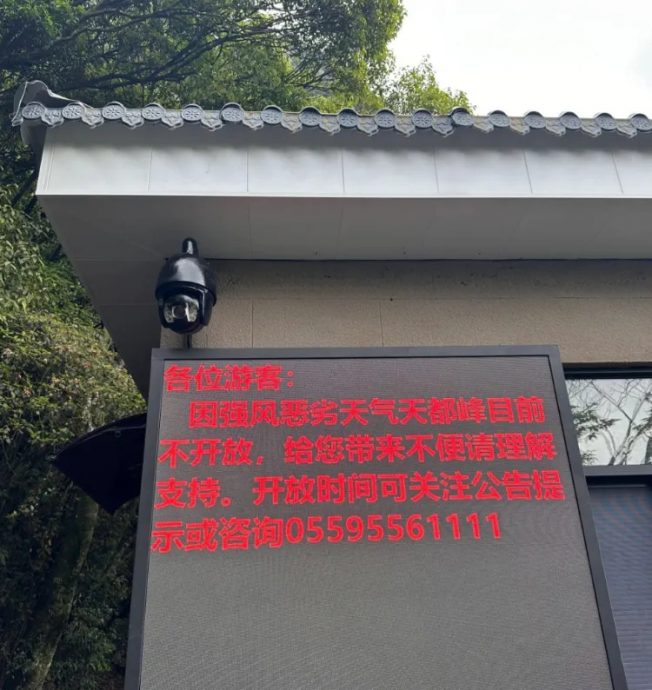 各位游客：
因强风恶劣天气天都峰目前
不开放，给您带来不便请理解
支持。开放时间可关注公告提
示或咨询05595561111